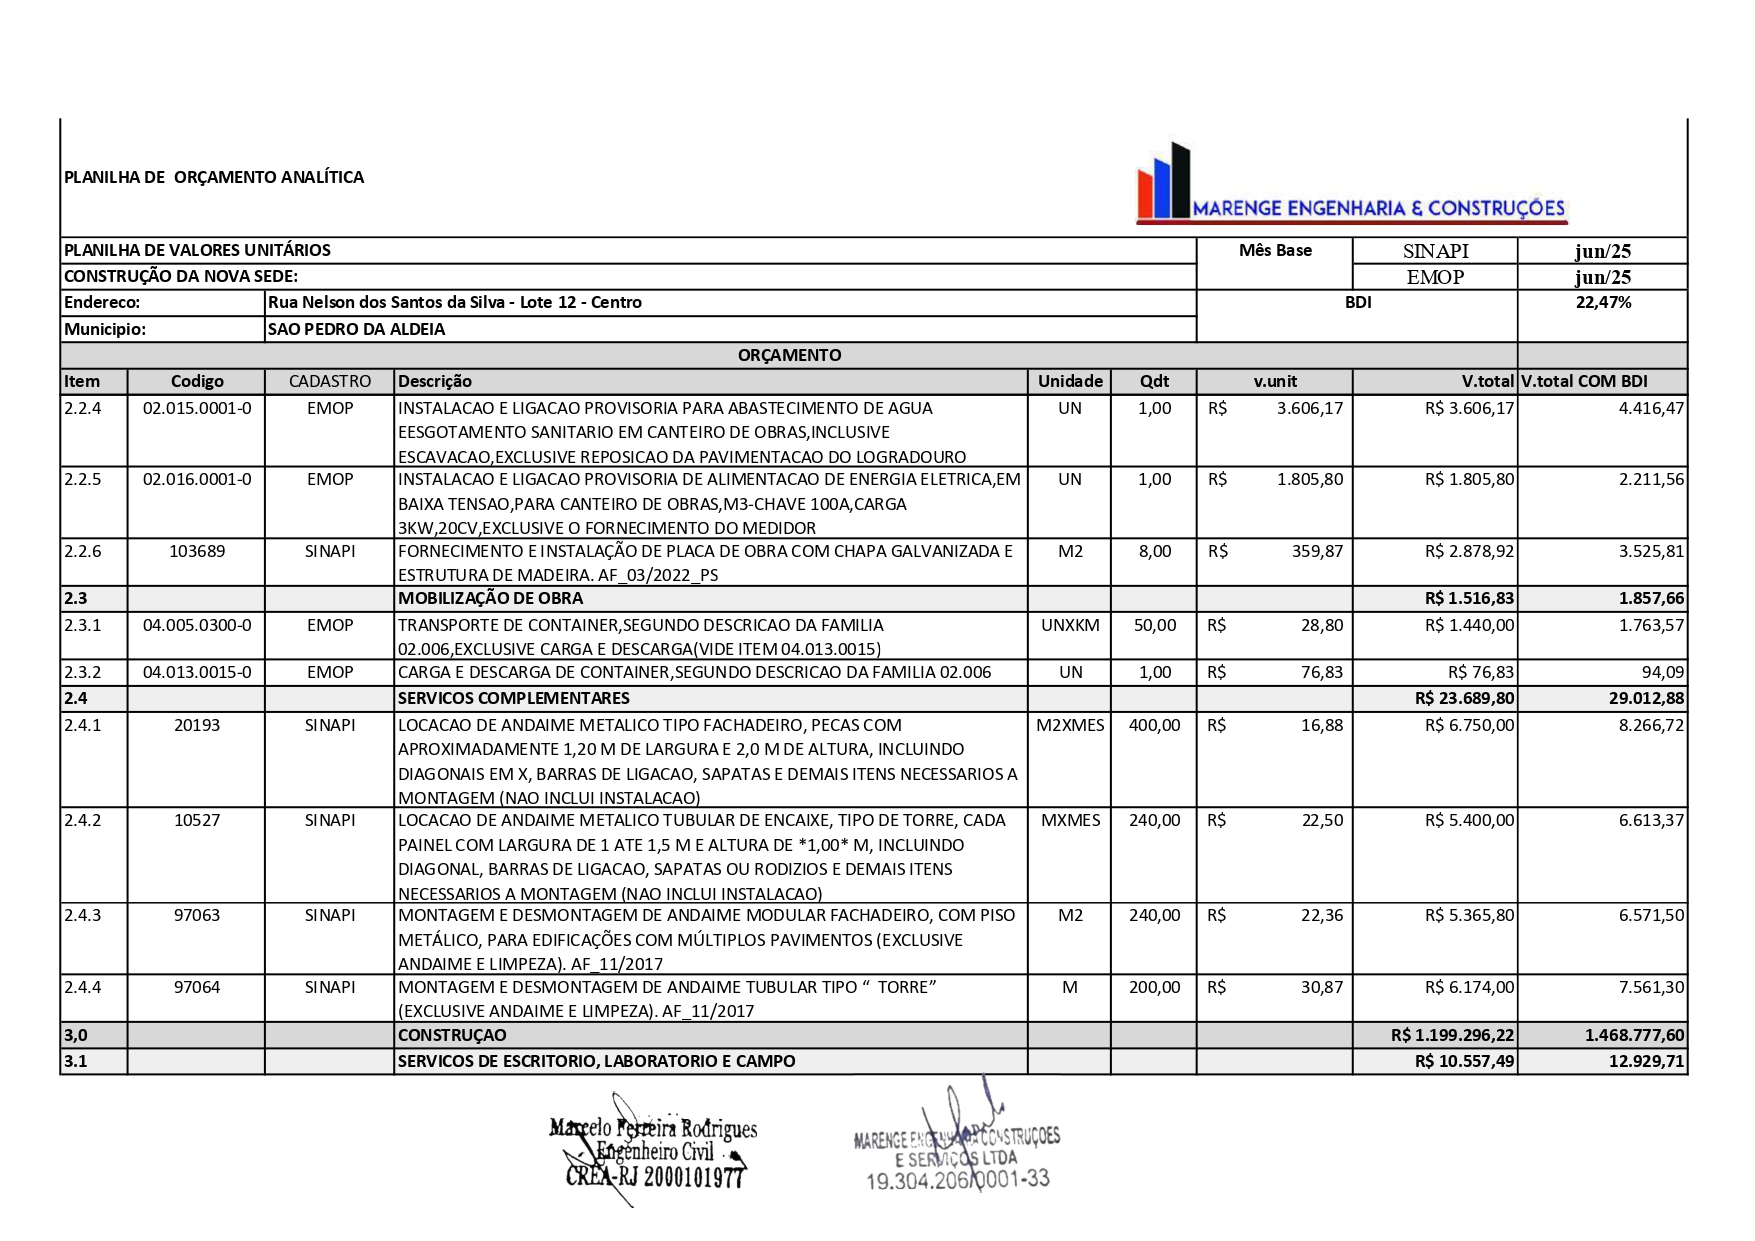 PLANILHA DE ORÇAMENTO ANALÍTICA
MARENGE ENGENHARIA & CONSTRUÇÕES
PLANILHA DE VALORES UNITÁRIOS Mês Base SINAPI jun/25
CONSTRUÇÃO DA NOVA SEDE: EMOP jun/25
Endereco: Rua Nelson dos Santos da Silva - Lote 12 - Centro BDI 22,47%
Municipio: SAO PEDRO DA ALDEIA
ORÇAMENTO
Item Codigo CADASTRO Descrição Unidade Qdt v.unit V.total V.total COM BDI
2.2.4 02.015.0001-0 EMOP INSTALACAO E LIGACAO PROVISORIA PARA ABASTECIMENTO DE AGUA UN 1,00 R$ 3.606,17 R$ 3.606,17 4.416,47
EESGOTAMENTO SANITARIO EM CANTEIRO DE OBRAS,INCLUSIVE
ESCAVACAO,EXCLUSIVE REPOSICAO DA PAVIMENTACAO DO LOGRADOURO
2.2.5 02.016.0001-0 EMOP INSTALACAO E LIGACAO PROVISORIA DE ALIMENTACAO DE ENERGIA ELETRICA,EM UN 1,00 R$ 1.805,80 R$ 1.805,80 2.211,56
BAIXA TENSAO,PARA CANTEIRO DE OBRAS,M3-CHAVE 100A,CARGA
3KW,20CV,EXCLUSIVE O FORNECIMENTO DO MEDIDOR
2.2.6 103689 SINAPI FORNECIMENTO E INSTALAÇÃO DE PLACA DE OBRA COM CHAPA GALVANIZADA E M2 8,00 R$ 359,87 R$ 2.878,92 3.525,81
ESTRUTURA DE MADEIRA. AF_03/2022_PS
2.3 MOBILIZAÇÃO DE OBRA R$ 1.516,83 1.857,66
2.3.1 04.005.0300-0 EMOP TRANSPORTE DE CONTAINER,SEGUNDO DESCRICAO DA FAMILIA UNXKM 50,00 R$ 28,80 R$ 1.440,00 1.763,57
02.006,EXCLUSIVE CARGA E DESCARGA(VIDE ITEM 04.013.0015)
2.3.2 04.013.0015-0 EMOP CARGA E DESCARGA DE CONTAINER,SEGUNDO DESCRICAO DA FAMILIA 02.006 UN 1,00 R$ 76,83 R$ 76,83 94,09
2.4 SERVICOS COMPLEMENTARES R$ 23.689,80 29.012,88
2.4.1 20193 SINAPI LOCACAO DE ANDAIME METALICO TIPO FACHADEIRO, PECAS COM M2XMES 400,00 R$ 16,88 R$ 6.750,00 8.266,72
APROXIMADAMENTE 1,20 M DE LARGURA E 2,0 M DE ALTURA, INCLUINDO
DIAGONAIS EM X, BARRAS DE LIGACAO, SAPATAS E DEMAIS ITENS NECESSARIOS A
MONTAGEM (NAO INCLUI INSTALACAO)
2.4.2 10527 SINAPI LOCACAO DE ANDAIME METALICO TUBULAR DE ENCAIXE, TIPO DE TORRE, CADA MXMES 240,00 R$ 22,50 R$ 5.400,00 6.613,37
PAINEL COM LARGURA DE 1 ATE 1,5 M E ALTURA DE *1,00* M, INCLUINDO
DIAGONAL, BARRAS DE LIGACAO, SAPATAS OU RODIZIOS E DEMAIS ITENS
NECESSARIOS A MONTAGEM (NAO INCLUI INSTALACAO)
2.4.3 97063 SINAPI MONTAGEM E DESMONTAGEM DE ANDAIME MODULAR FACHADEIRO, COM PISO M2 240,00 R$ 22,36 R$ 5.365,80 6.571,50
METÁLICO, PARA EDIFICAÇÕES COM MÚLTIPLOS PAVIMENTOS (EXCLUSIVE
ANDAIME E LIMPEZA). AF_11/2017
2.4.4 97064 SINAPI MONTAGEM E DESMONTAGEM DE ANDAIME TUBULAR TIPO “ TORRE” M 200,00 R$ 30,87 R$ 6.174,00 7.561,30
(EXCLUSIVE ANDAIME E LIMPEZA). AF_11/2017
3,0 CONSTRUÇAO R$ 1.199.296,22 1.468.777,60
3.1 SERVICOS DE ESCRITORIO, LABORATORIO E CAMPO R$ 10.557,49 12.929,71
Marcelo Ferreira Rodrigues
Engenheiro Civil
CREA-RJ 2000101977
MARENGE ENGENHARIA CONSTRUÇOES
E SERVIÇOS LTDA
19.304.206/0001-33